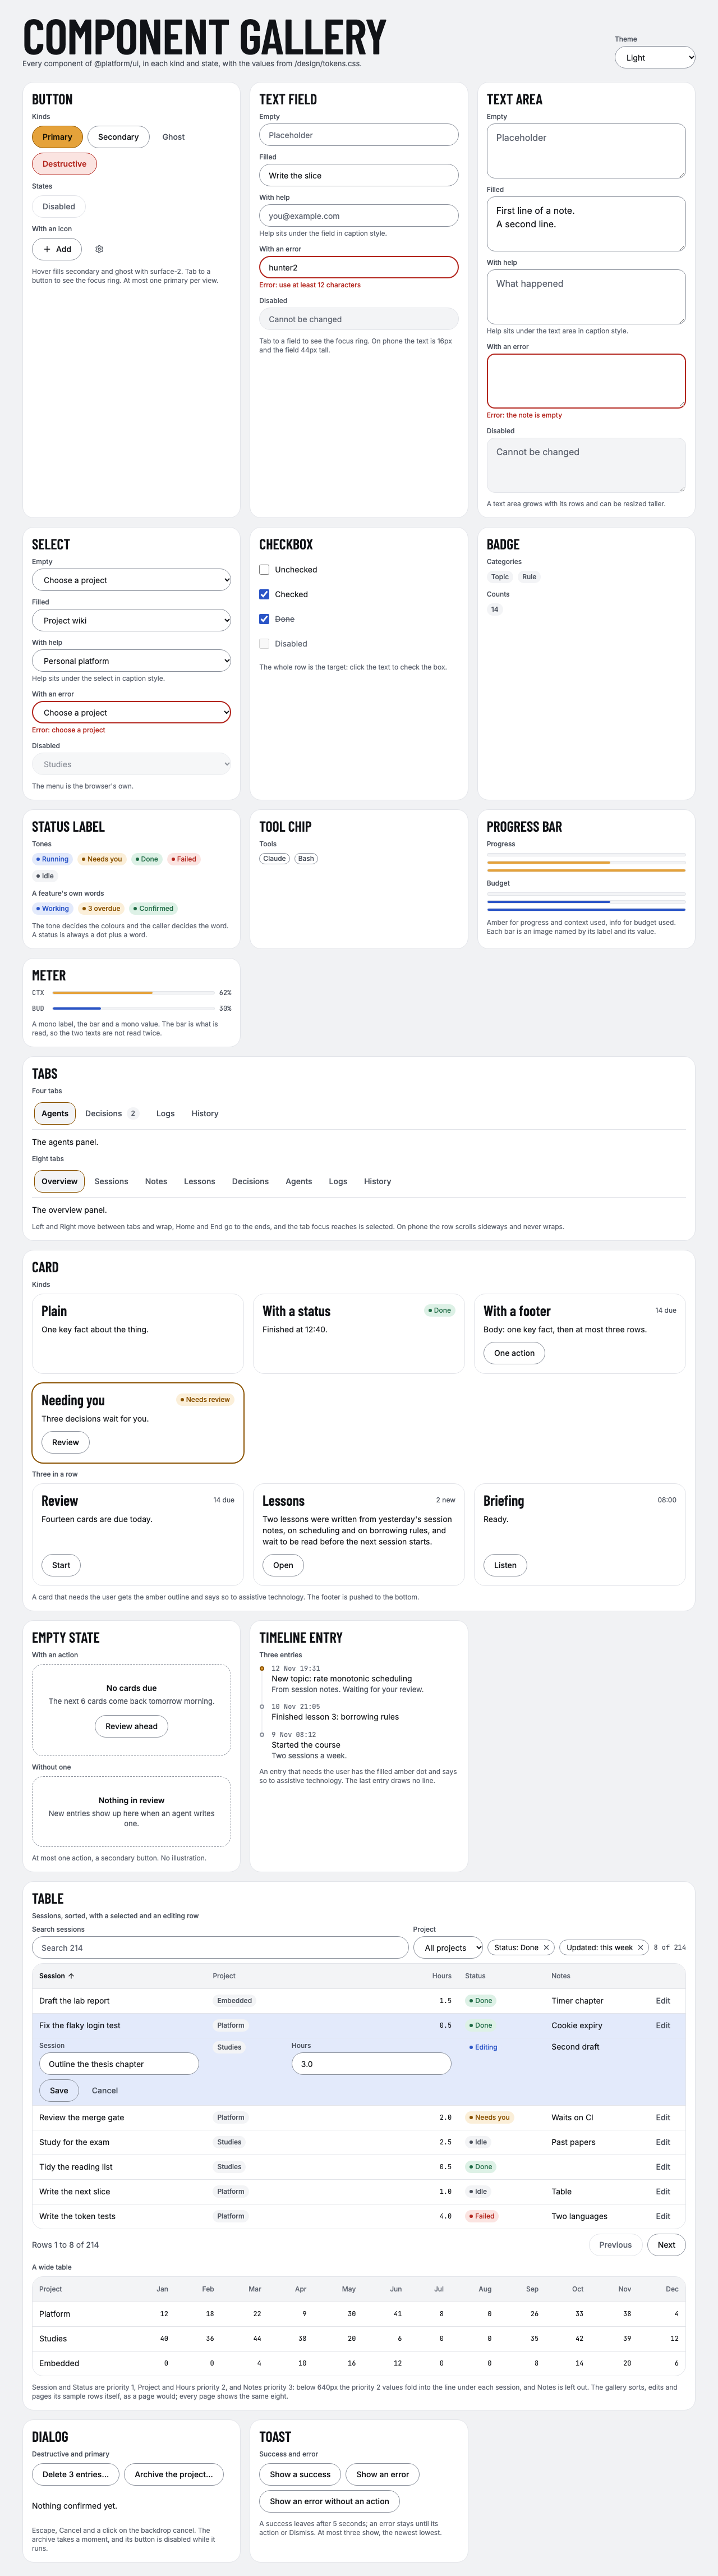 COMPONENT GALLERY
Every component of @platform/ui, in each kind and state, with the values from /design/tokens.css.
Theme
Light
BUTTON
Kinds
Primary
Secondary
Ghost
Destructive
States
Disabled
With an icon
+ Add
Hover fills secondary and ghost with surface-2. Tab to a
button to see the focus ring. At most one primary per view.
TEXT FIELD
Empty
Placeholder
Filled
Write the slice
With help
you@example.com
Help sits under the field in caption style.
With an error
hunter2
Error: use at least 12 characters
Disabled
Cannot be changed
Tab to a field to see the focus ring. On phone the text is 16px
and the field 44px tall.
TEXT AREA
Empty
Placeholder
Filled
First line of a note.
A second line.
With help
What happened
Help sits under the text area in caption style.
With an error
Error: the note is empty
Disabled
Cannot be changed
A text area grows with its rows and can be resized taller.
SELECT
Empty
Choose a project
Filled
Project wiki
With help
Personal platform
Help sits under the select in caption style.
With an error
Choose a project
Error: choose a project
Disabled
Studies
The menu is the browser's own.
CHECKBOX
Unchecked
Checked
Done
Disabled
The whole row is the target: click the text to check the box.
BADGE
Categories
Topic
Rule
Counts
14
STATUS LABEL
Tones
Running
Needs you
Done
Failed
Idle
A feature's own words
Working
3 overdue
Confirmed
The tone decides the colours and the caller decides the word.
A status is always a dot plus a word.
TOOL CHIP
Tools
Claude
Bash
PROGRESS BAR
Progress
Budget
Amber for progress and context used, info for budget used.
Each bar is an image named by its label and its value.
METER
CTX 62%
BUD 30%
A mono label, the bar and a mono value. The bar is what is
read, so the two texts are not read twice.
TABS
Four tabs
Agents Decisions 2 Logs History
The agents panel.
Eight tabs
Overview Sessions Notes Lessons Decisions Agents Logs History
The overview panel.
Left and Right move between tabs and wrap, Home and End go to the ends, and the tab focus reaches is selected. On phone the row scrolls sideways and never wraps.
CARD
Kinds
Plain
One key fact about the thing.
With a status
Done
Finished at 12:40.
With a footer
14 due
Body: one key fact, then at most three rows.
One action
Needing you
Needs review
Three decisions wait for you.
Review
Three in a row
Review
14 due
Fourteen cards are due today.
Start
Lessons
2 new
Two lessons were written from yesterday's session
notes, on scheduling and on borrowing rules, and
wait to be read before the next session starts.
Open
Briefing
08:00
Ready.
Listen
A card that needs the user gets the amber outline and says so to assistive technology. The footer is pushed to the bottom.
EMPTY STATE
With an action
No cards due
The next 6 cards come back tomorrow morning.
Review ahead
Without one
Nothing in review
New entries show up here when an agent writes
one.
At most one action, a secondary button. No illustration.
TIMELINE ENTRY
Three entries
12 Nov 19:31
New topic: rate monotonic scheduling
From session notes. Waiting for your review.
10 Nov 21:05
Finished lesson 3: borrowing rules
9 Nov 08:12
Started the course
Two sessions a week.
An entry that needs the user has the filled amber dot and says
so to assistive technology. The last entry draws no line.
TABLE
Sessions, sorted, with a selected and an editing row
Search sessions
Search 214
Project
All projects
Status: Done ×
Updated: this week ×
8 of 214
Session ↑ Project Hours Status Notes
Draft the lab report Embedded 1.5 Done Timer chapter Edit
Fix the flaky login test Platform 0.5 Done Cookie expiry Edit
Session
Outline the thesis chapter
Studies
Hours
3.0
Editing
Second draft
Save
Cancel
Review the merge gate Platform 2.0 Needs you Waits on CI Edit
Study for the exam Studies 2.5 Idle Past papers Edit
Tidy the reading list Studies 0.5 Done Edit
Write the next slice Platform 1.0 Idle Table Edit
Write the token tests Platform 4.0 Failed Two languages Edit
Rows 1 to 8 of 214
Previous
Next
A wide table
Project Jan Feb Mar Apr May Jun Jul Aug Sep Oct Nov Dec
Platform 12 18 22 9 30 41 8 0 26 33 38 4
Studies 40 36 44 38 20 6 0 0 35 42 39 12
Embedded 0 0 4 10 16 12 0 0 8 14 20 6
Session and Status are priority 1, Project and Hours priority 2, and Notes priority 3: below 640px the priority 2 values fold into the line under each session, and Notes is left out. The gallery sorts, edits and
pages its sample rows itself, as a page would; every page shows the same eight.
DIALOG
Destructive and primary
Delete 3 entries...
Archive the project...
Nothing confirmed yet.
Escape, Cancel and a click on the backdrop cancel. The
archive takes a moment, and its button is disabled while it
runs.
TOAST
Success and error
Show a success
Show an error
Show an error without an action
A success leaves after 5 seconds; an error stays until its
action or Dismiss. At most three show, the newest lowest.